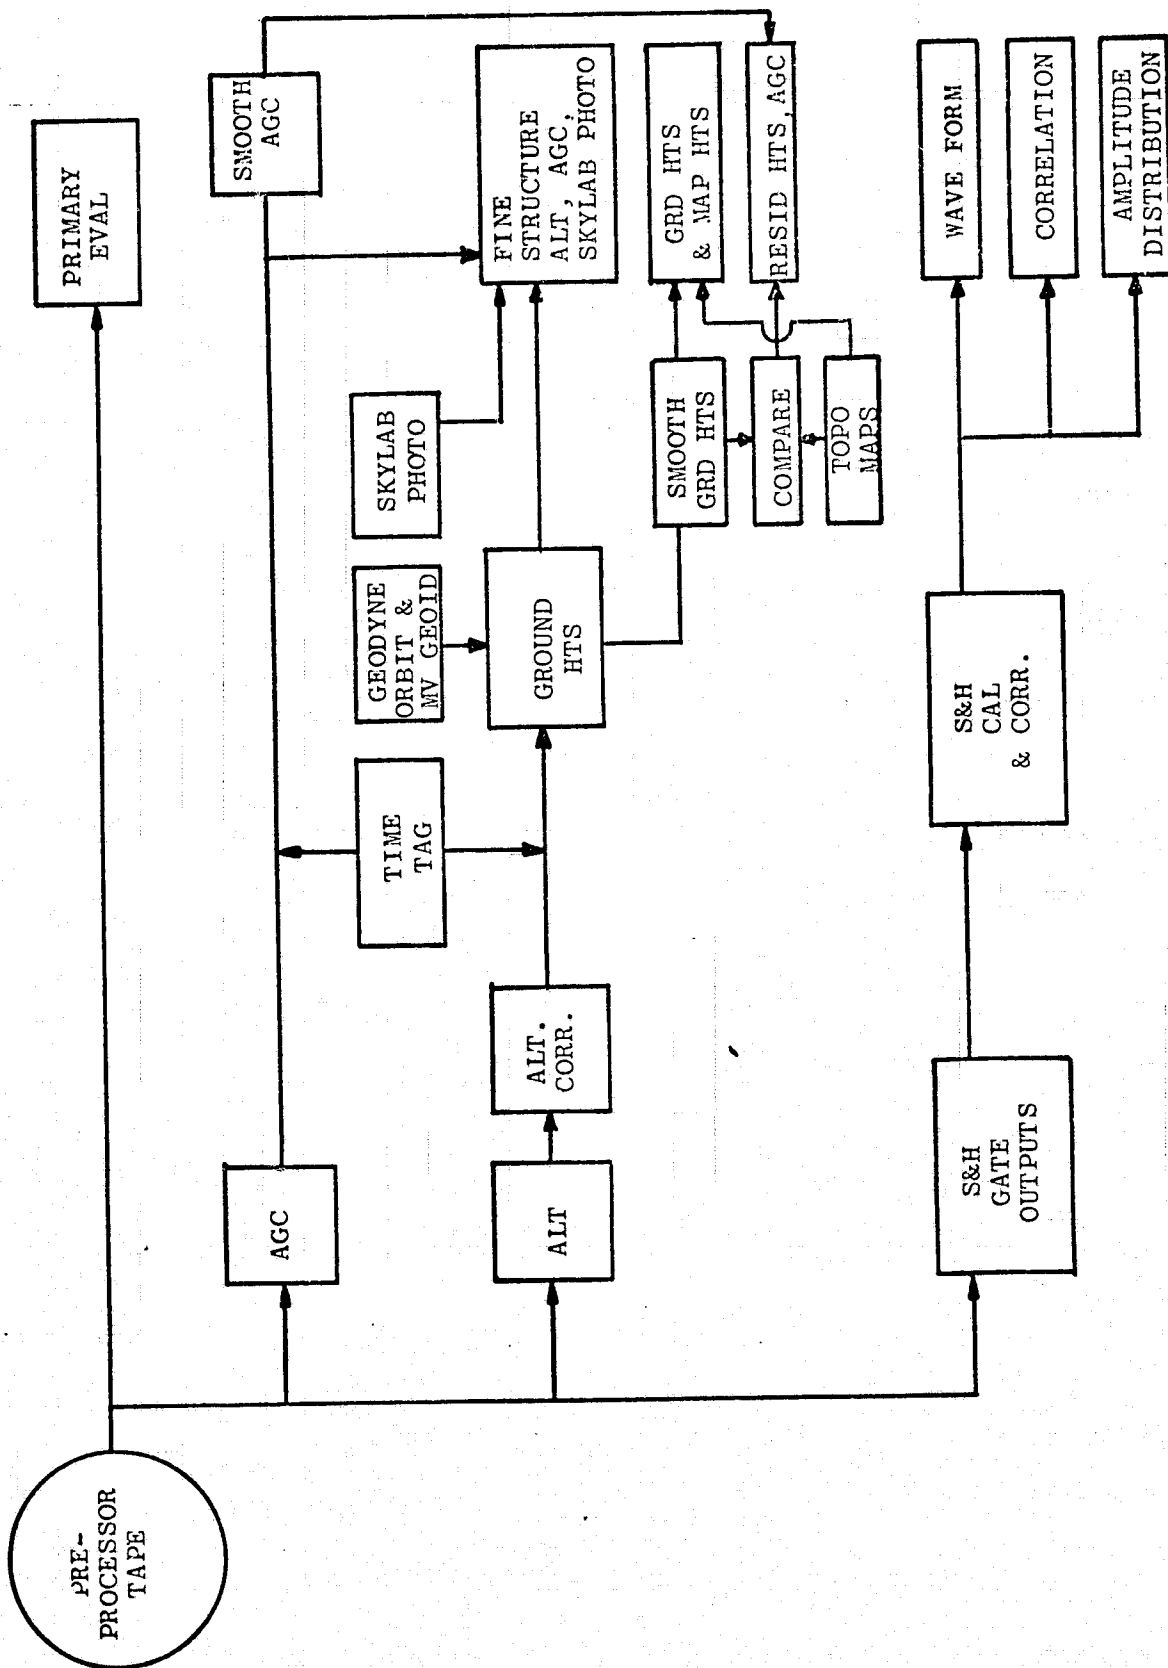 PRE-
PROCESSOR
TAPE
PRIMARY
EVAL
AGC
SMOOTH
AGC
ALT
ALT.
CORR.
TIME
TAG
GEODYNE
ORBIT &
MV GEOID
GROUND
HTS
SKYLAB
PHOTO
FINE
STRUCTURE
ALT, AGC,
SKYLAB PHOTO
SMOOTH
GRD HTS
COMPARE
TOPO
MAPS
GRD HTS
& MAP HTS
RESID HTS, AGC
S&H
GATE
OUTPUTS
S&H
CAL
& CORR.
WAVE FORM
CORRELATION
AMPLITUDE
DISTRIBUTION